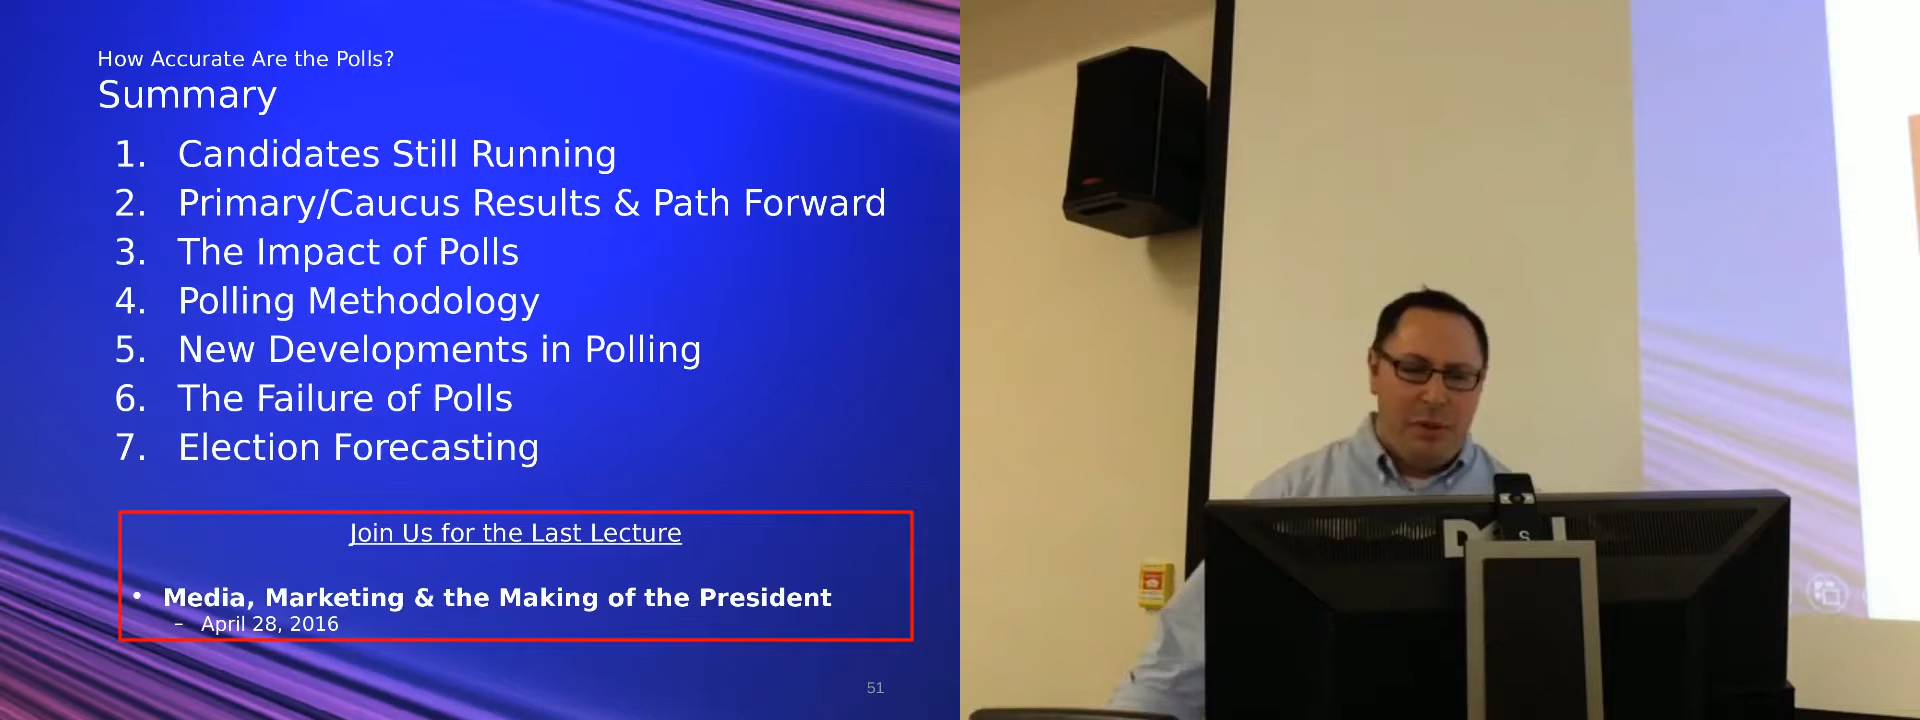 How Accurate Are the Polls?
Summary
1. Candidates Still Running
2. Primary/Caucus Results & Path Forward
3. The Impact of Polls
4. Polling Methodology
5. New Developments in Polling
6. The Failure of Polls
7. Election Forecasting
Join Us for the Last Lecture
• Media, Marketing & the Making of the President
– April 28, 2016
51